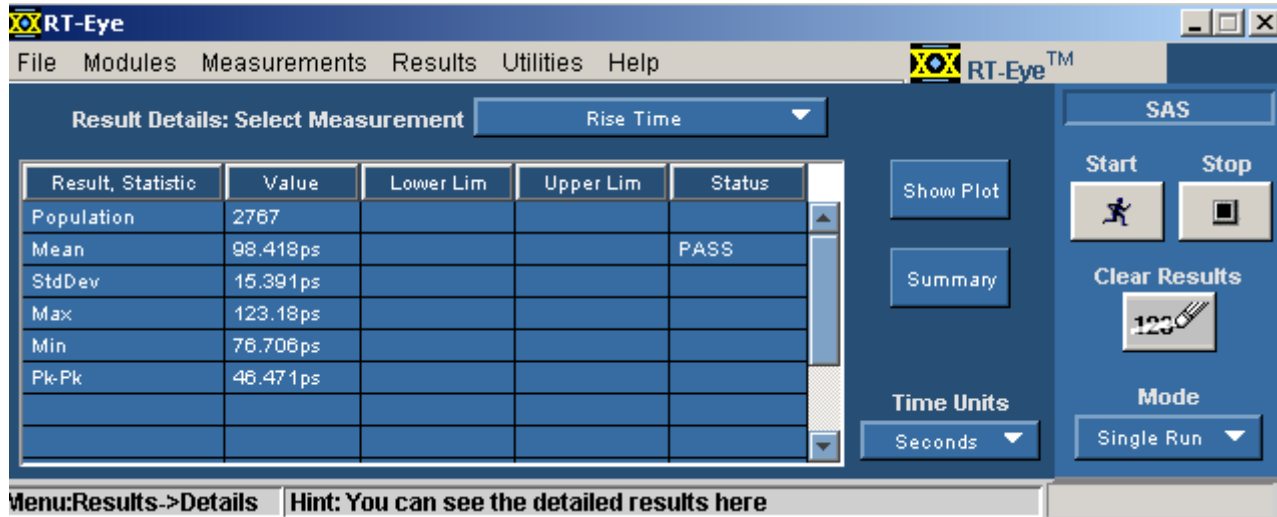 RT-Eye
File Modules Measurements Results Utilities Help RT-Eye™
Result Details: Select Measurement Rise Time SAS
Start Stop
Result, Statistic Value Lower Lim Upper Lim Status
Show Plot
Population 2767
Mean 98.418ps PASS
StdDev 15.391ps
Summary
Clear Results
Max 123.18ps
123
Min 76.706ps
Pk-Pk 46.471ps
Time Units Mode
Seconds Single Run
Menu:Results->Details Hint: You can see the detailed results here